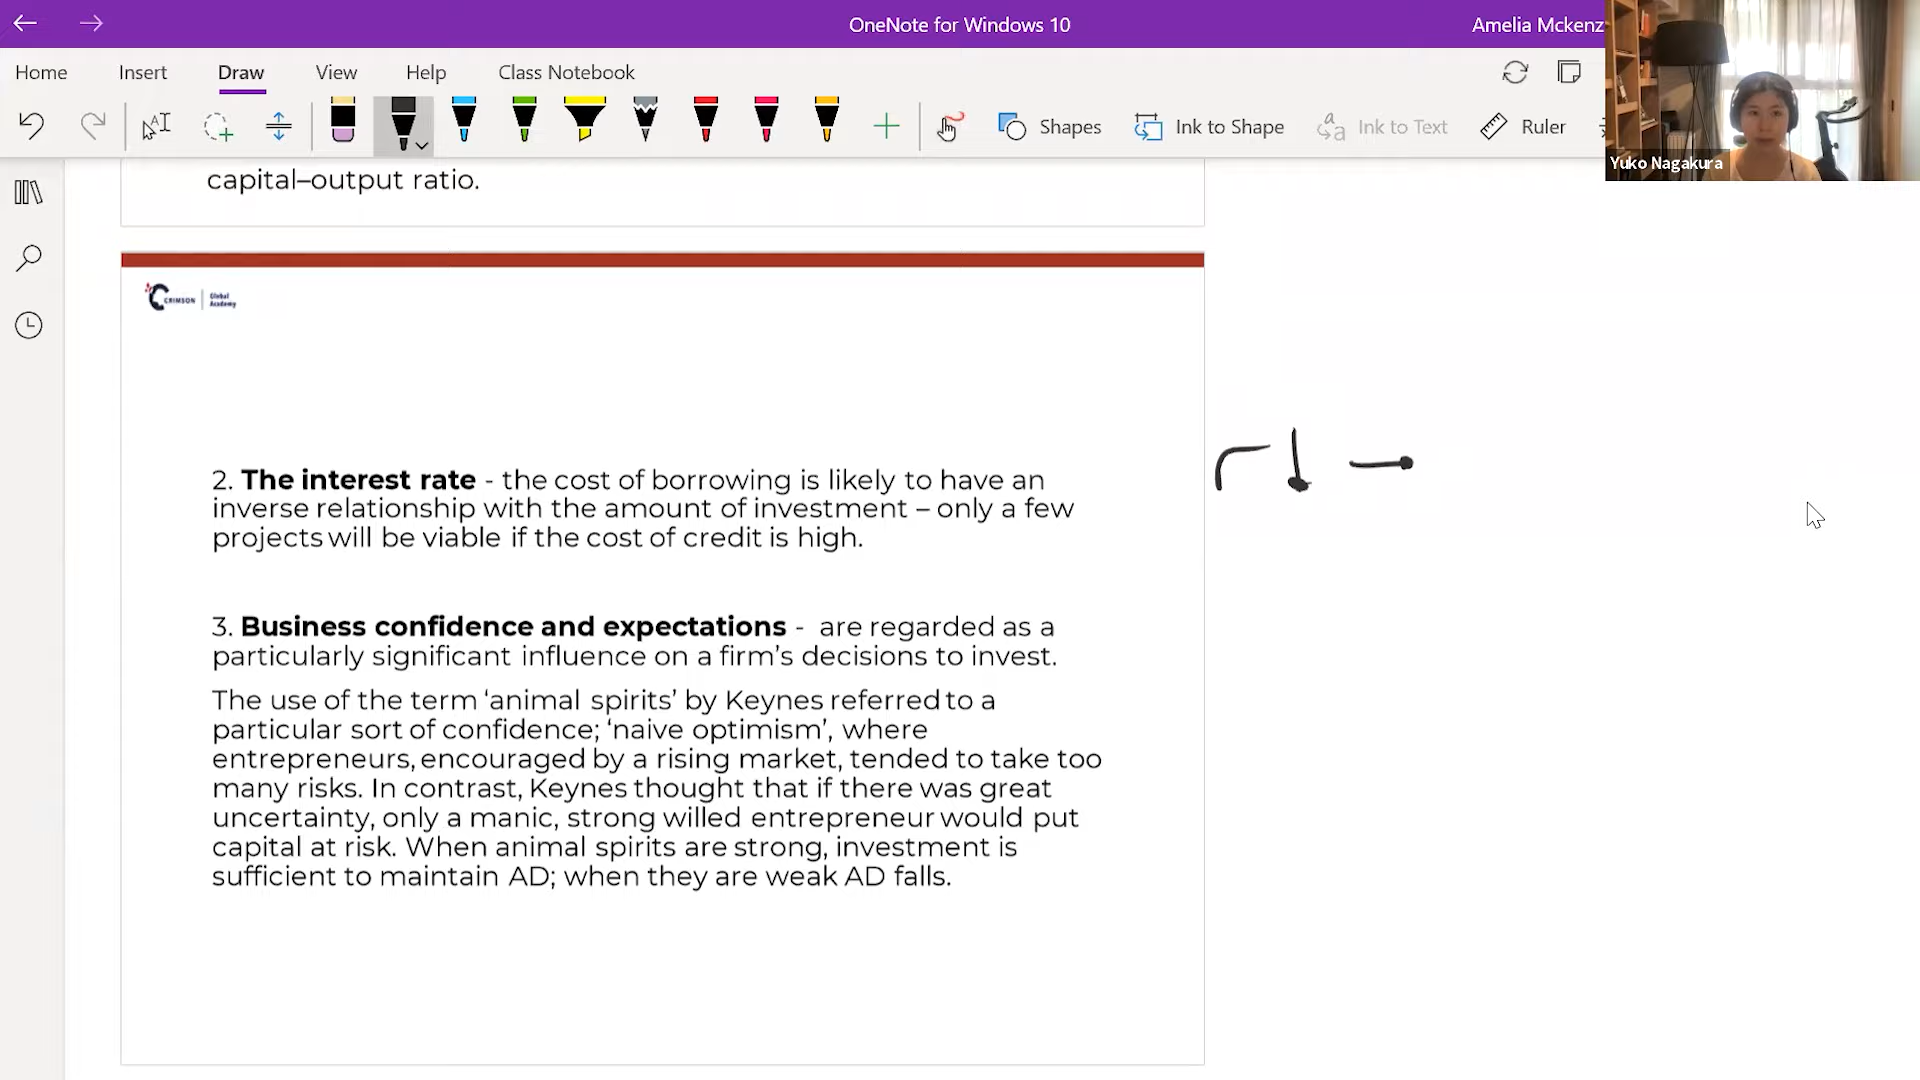 OneNote for Windows 10
Amelia Mckenz
Home Insert Draw View Help Class Notebook
Shapes Ink to Shape Ink to Text Ruler
Yuko Nagakura
capital–output ratio.
CRIMSON Global
Academy
2. The interest rate - the cost of borrowing is likely to have an
inverse relationship with the amount of investment – only a few
projects will be viable if the cost of credit is high.
r↓ →
3. Business confidence and expectations - are regarded as a
particularly significant influence on a firm’s decisions to invest.
The use of the term ‘animal spirits’ by Keynes referred to a
particular sort of confidence; ‘naive optimism’, where
entrepreneurs, encouraged by a rising market, tended to take too
many risks. In contrast, Keynes thought that if there was great
uncertainty, only a manic, strong willed entrepreneur would put
capital at risk. When animal spirits are strong, investment is
sufficient to maintain AD; when they are weak AD falls.